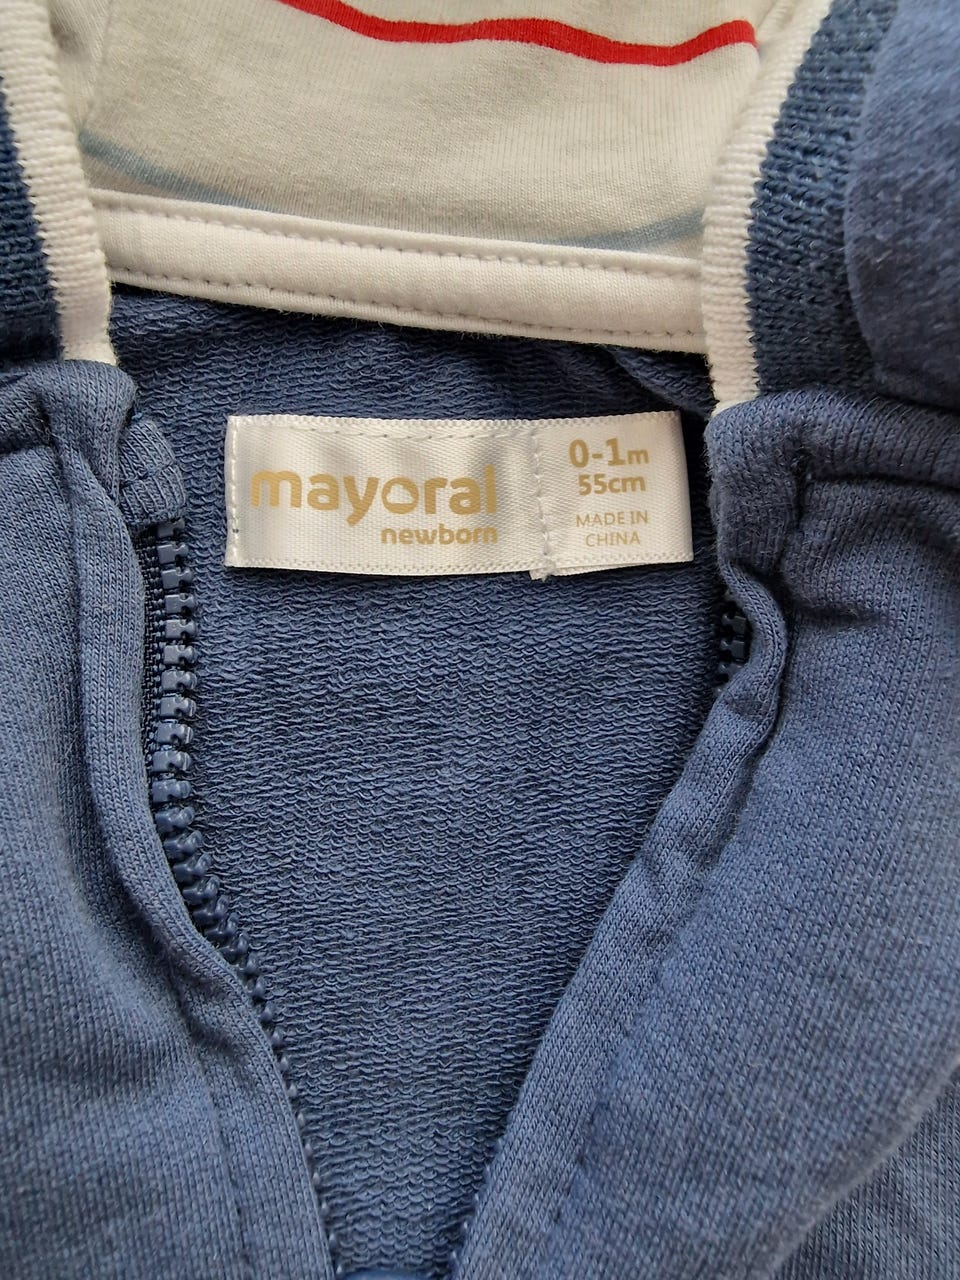 mayoral
newborn
0-1m
55cm
MADE IN
CHINA